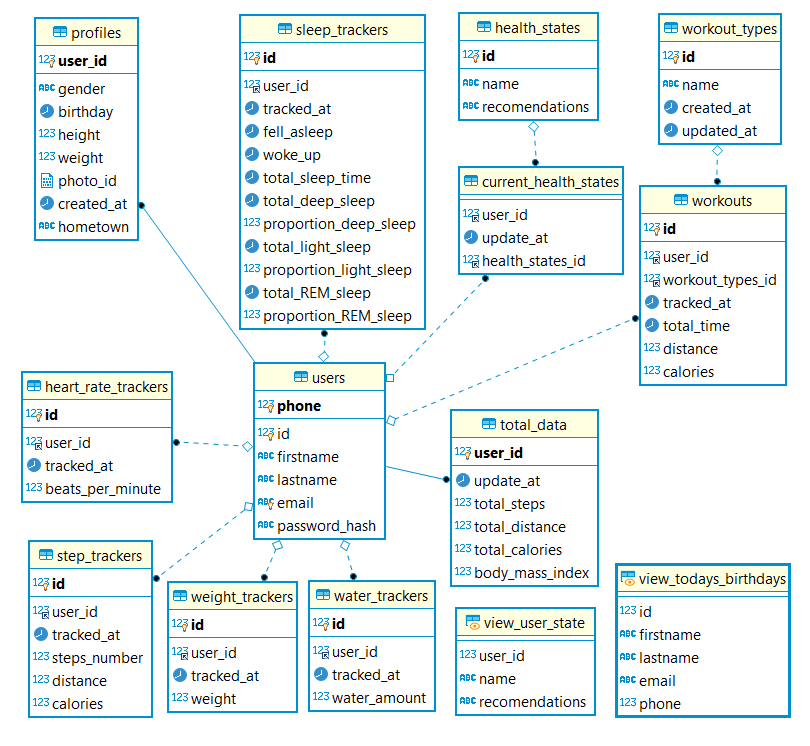 profiles
123 user_id
ABC gender
birthday
123 height
123 weight
photo_id
created_at
ABC hometown
sleep_trackers
123 id
123 user_id
tracked_at
fell_asleep
woke_up
total_sleep_time
total_deep_sleep
123 proportion_deep_sleep
total_light_sleep
123 proportion_light_sleep
total_REM_sleep
123 proportion_REM_sleep
health_states
123 id
ABC name
ABC recomendations
workout_types
123 id
ABC name
created_at
updated_at
current_health_states
123 user_id
update_at
123 health_states_id
workouts
123 id
123 user_id
123 workout_types_id
tracked_at
total_time
123 distance
123 calories
heart_rate_trackers
123 id
123 user_id
tracked_at
123 beats_per_minute
users
123 phone
123 id
ABC firstname
ABC lastname
ABC email
ABC password_hash
total_data
123 user_id
update_at
123 total_steps
123 total_distance
123 total_calories
123 body_mass_index
step_trackers
123 id
123 user_id
tracked_at
123 steps_number
123 distance
123 calories
weight_trackers
123 id
123 user_id
tracked_at
123 weight
water_trackers
123 id
123 user_id
tracked_at
123 water_amount
view_user_state
123 user_id
ABC name
ABC recomendations
view_todays_birthdays
123 id
ABC firstname
ABC lastname
ABC email
123 phone